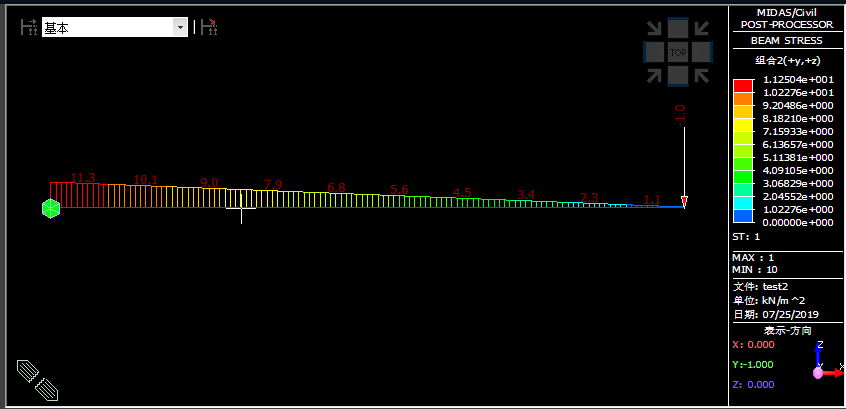 基本
TOP
-1.0
11.3 10.1 9.0 7.9 6.8 5.6 4.5 3.4 2.3 1.1
MIDAS/Civil
POST-PROCESSOR
BEAM STRESS
组合2(+y,+z)
1.12504e+001
1.02276e+001
9.20486e+000
8.18210e+000
7.15933e+000
6.13657e+000
5.11381e+000
4.09105e+000
3.06829e+000
2.04552e+000
1.02276e+000
0.00000e+000
ST: 1
MAX : 1
MIN : 10
文件: test2
单位: kN/m^2
日期: 07/25/2019
表示-方向
X: 0.000
Y:-1.000
Z: 0.000
Z
Y
X